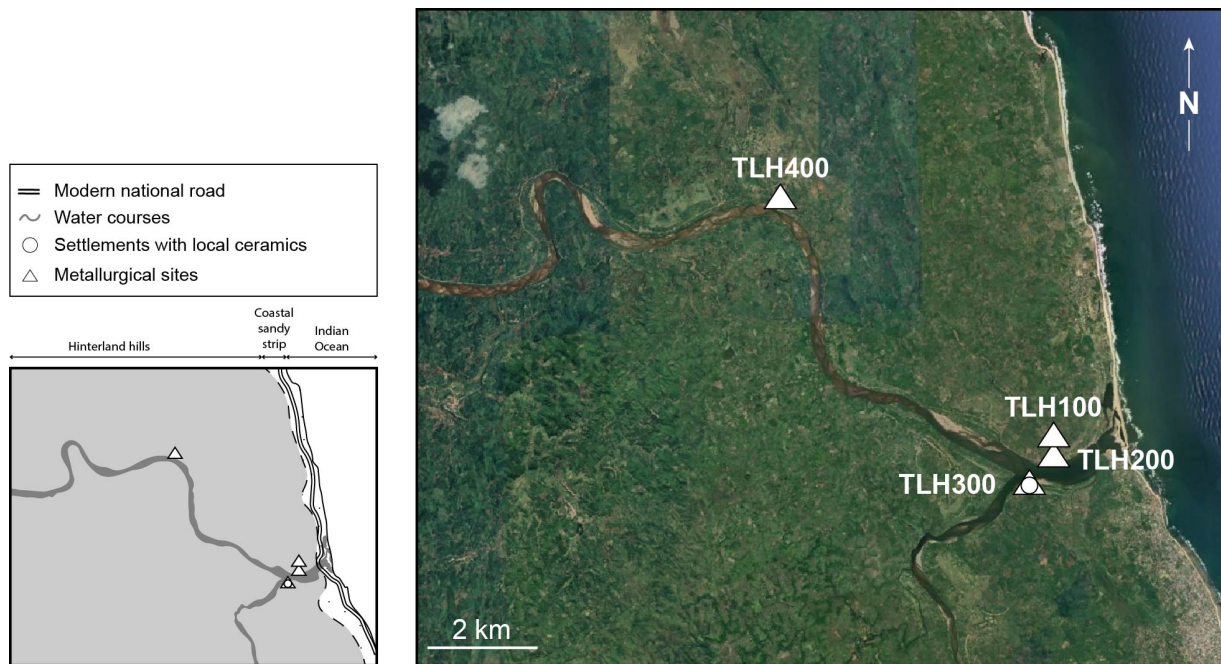 Modern national road
Water courses
Settlements with local ceramics
Metallurgical sites
Hinterland hills
Coastal
sandy
strip
Indian
Ocean
N
TLH400
TLH100
TLH200
TLH300
2 km